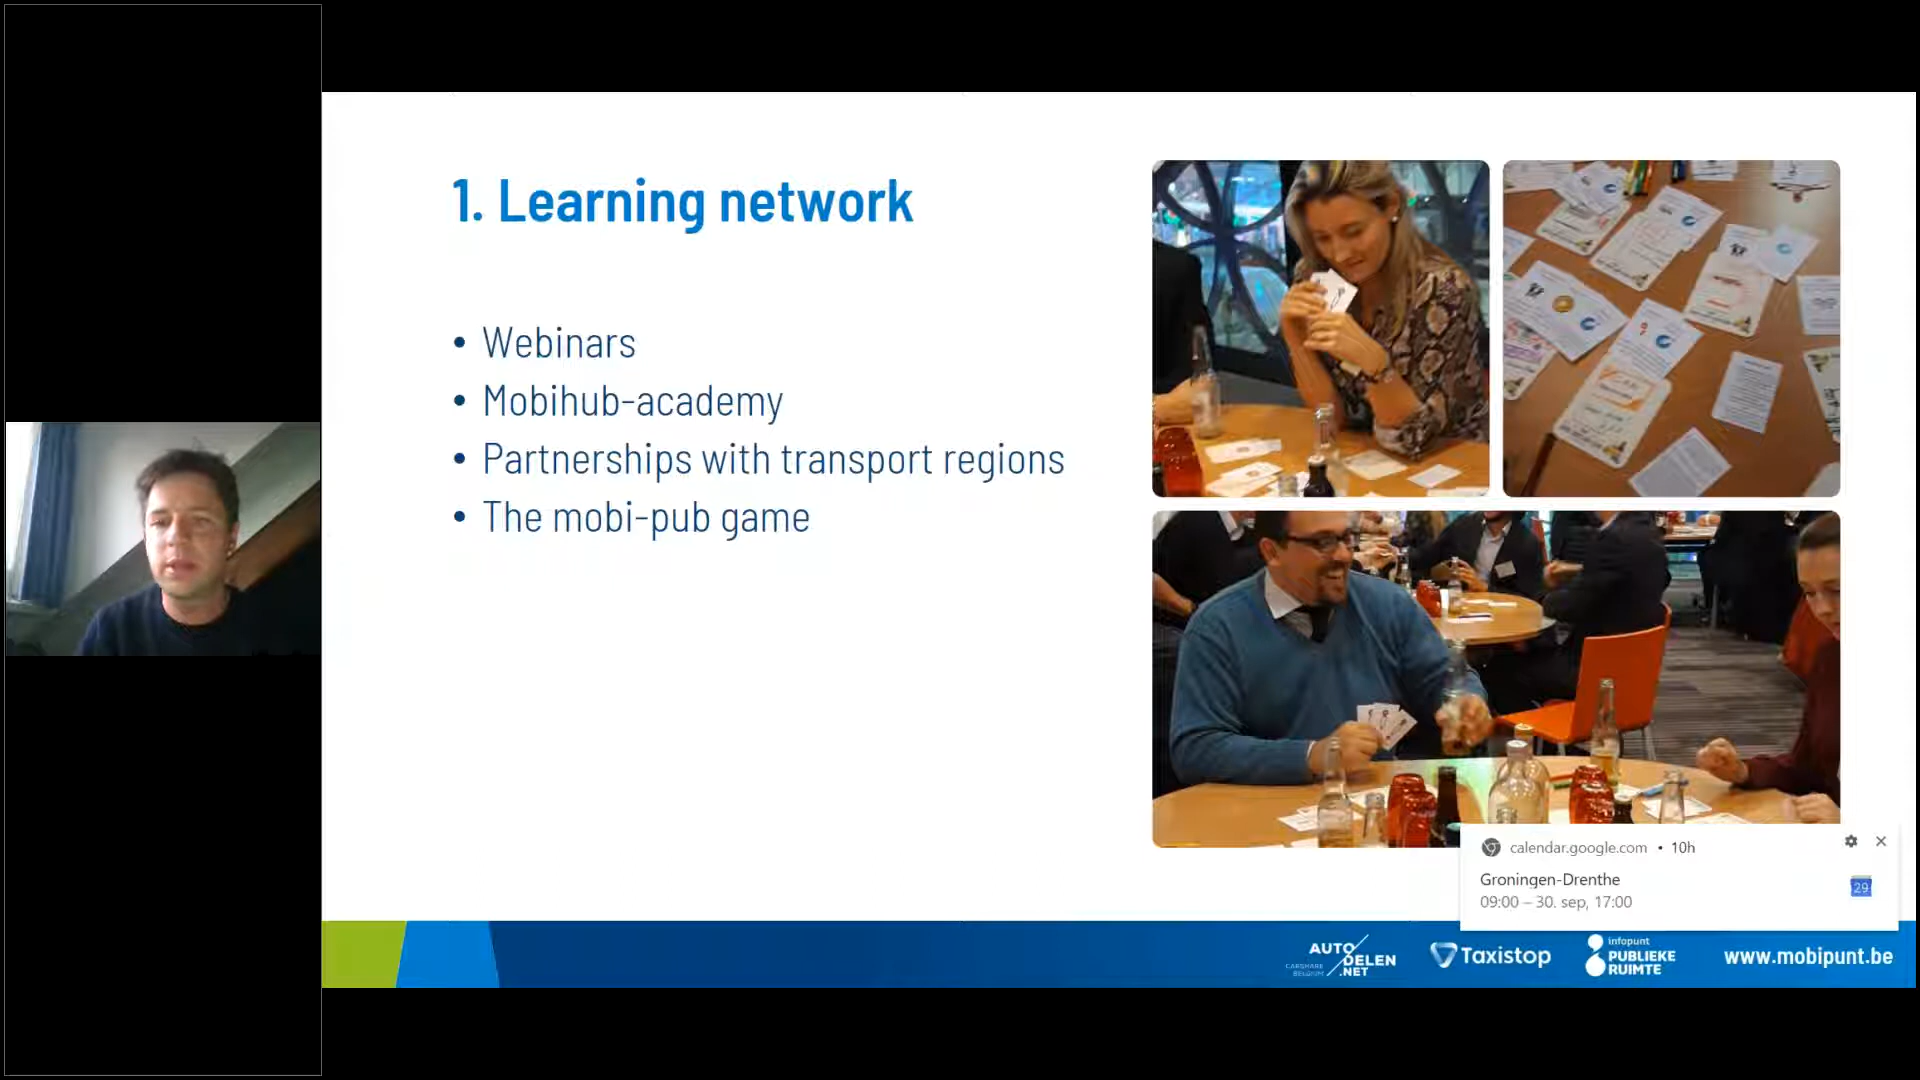 1. Learning network
• Webinars
• Mobihub-academy
• Partnerships with transport regions
• The mobi-pub game
calendar.google.com • 10h
Groningen-Drenthe
09:00 – 30. sep, 17:00
29
AUTO
DELEN
.NET
CARSHARE
BELGIUM
Taxistop
infopunt
PUBLIEKE
RUIMTE
www.mobipunt.be